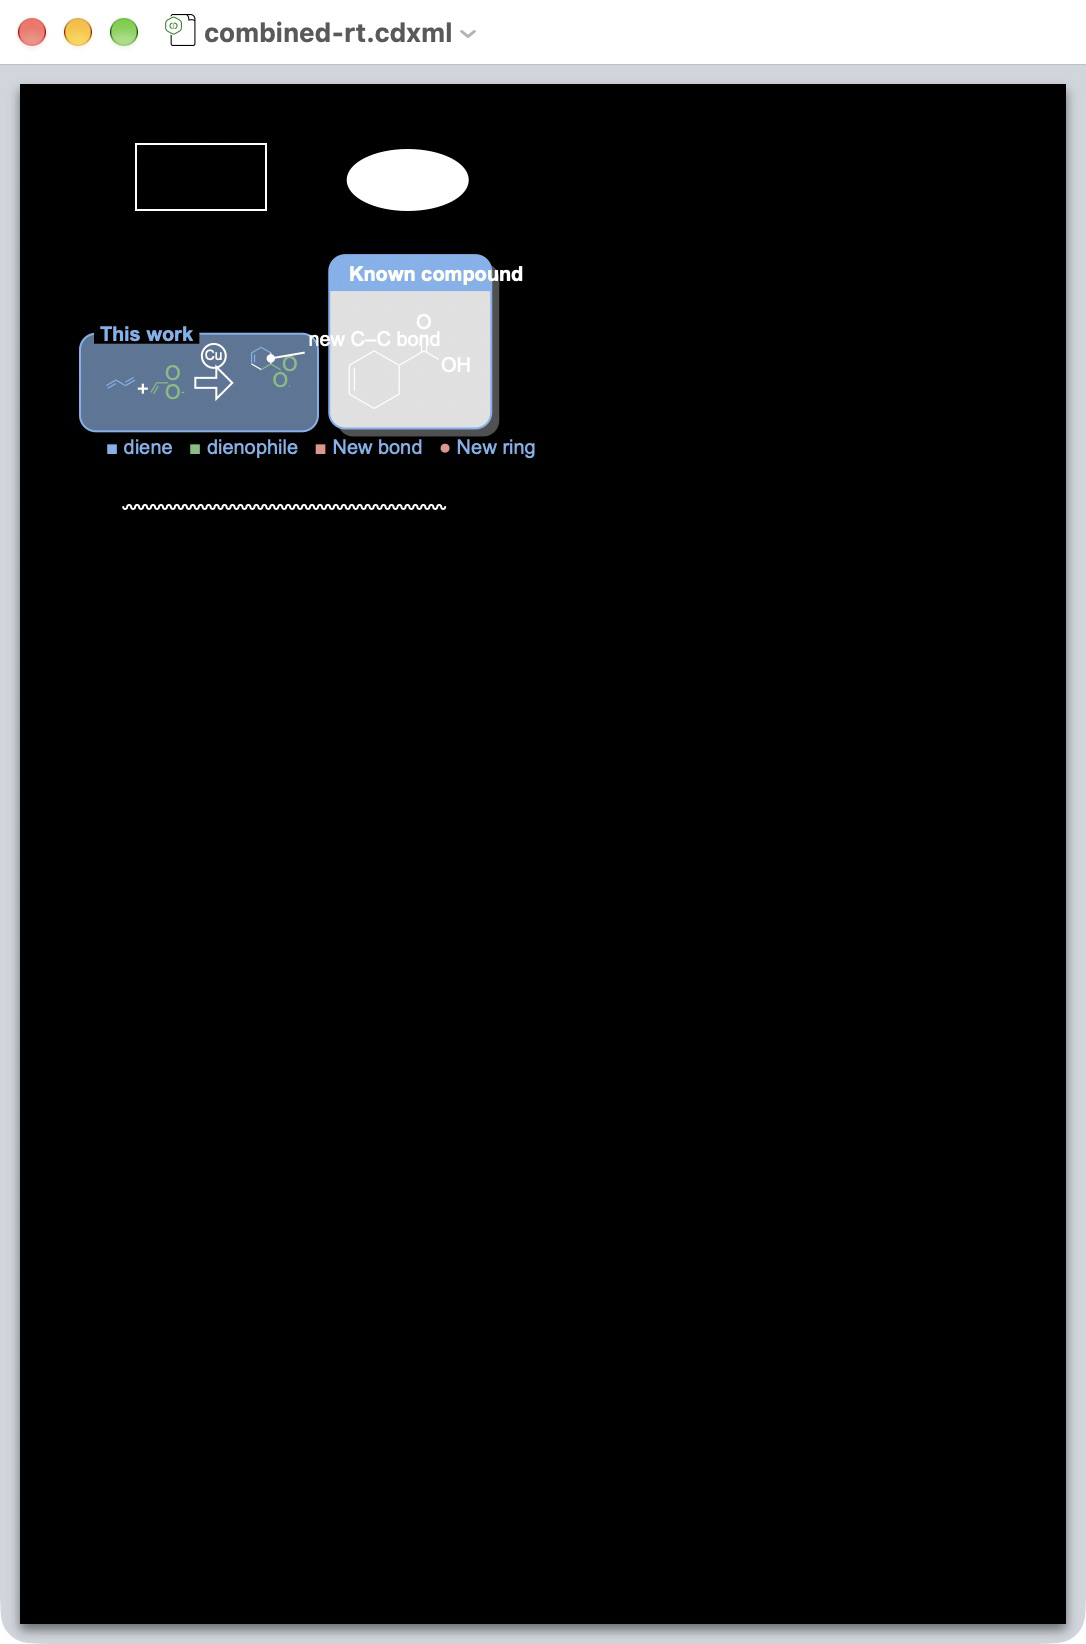 combined-rt.cdxml
Known compound
This work
new C–C bond
O
OH
Cu
O
O
+
O
O
diene dienophile New bond New ring